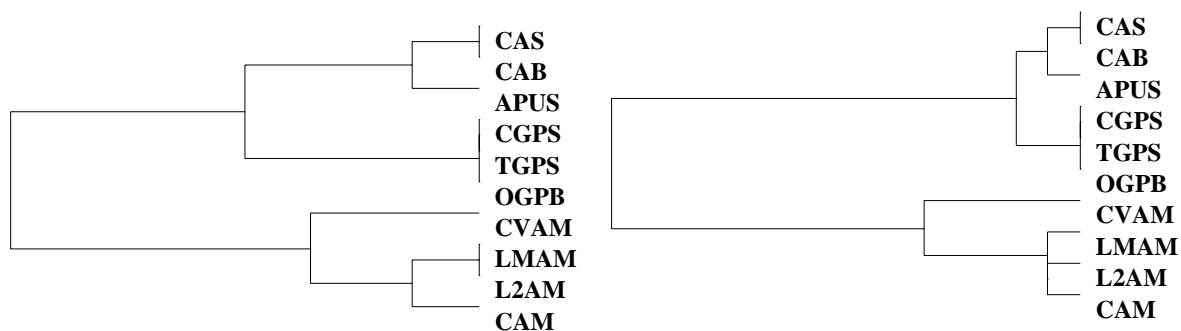 CAS
CAB
APUS
CGPS
TGPS
OGPB
CVAM
LMAM
L2AM
CAM
CAS
CAB
APUS
CGPS
TGPS
OGPB
CVAM
LMAM
L2AM
CAM